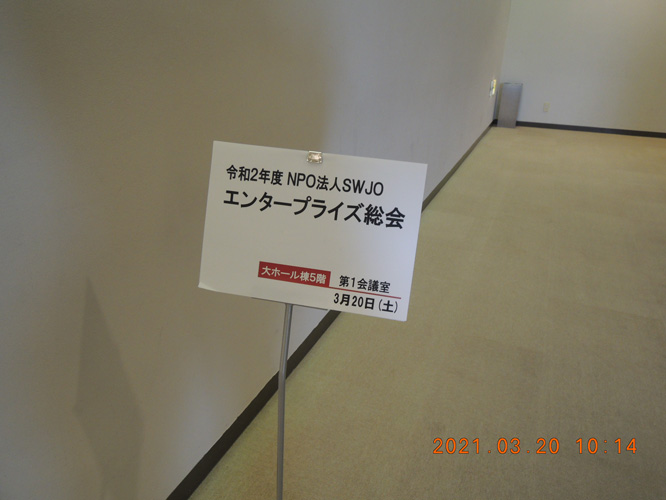 令和2年度 NPO法人SWJO
エンタープライズ総会
大ホール棟5階 第1会議室
3月20日(土)
2021.03.20 10:14